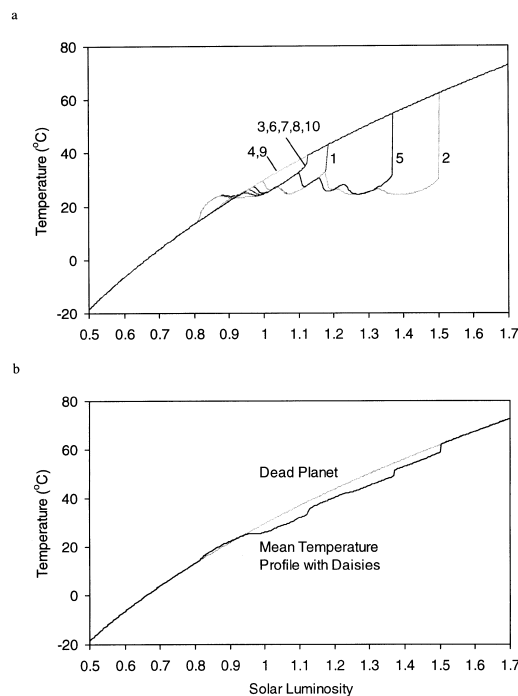 a
80
60
40
20
0
-20
Temperature (°C)
3,6,7,8,10
4,9
1
5
2
0.5 0.6 0.7 0.8 0.9 1 1.1 1.2 1.3 1.4 1.5 1.6 1.7
b
80
60
40
20
0
-20
Temperature (°C)
Dead Planet
Mean Temperature
Profile with Daisies
0.5 0.6 0.7 0.8 0.9 1 1.1 1.2 1.3 1.4 1.5 1.6 1.7
Solar Luminosity